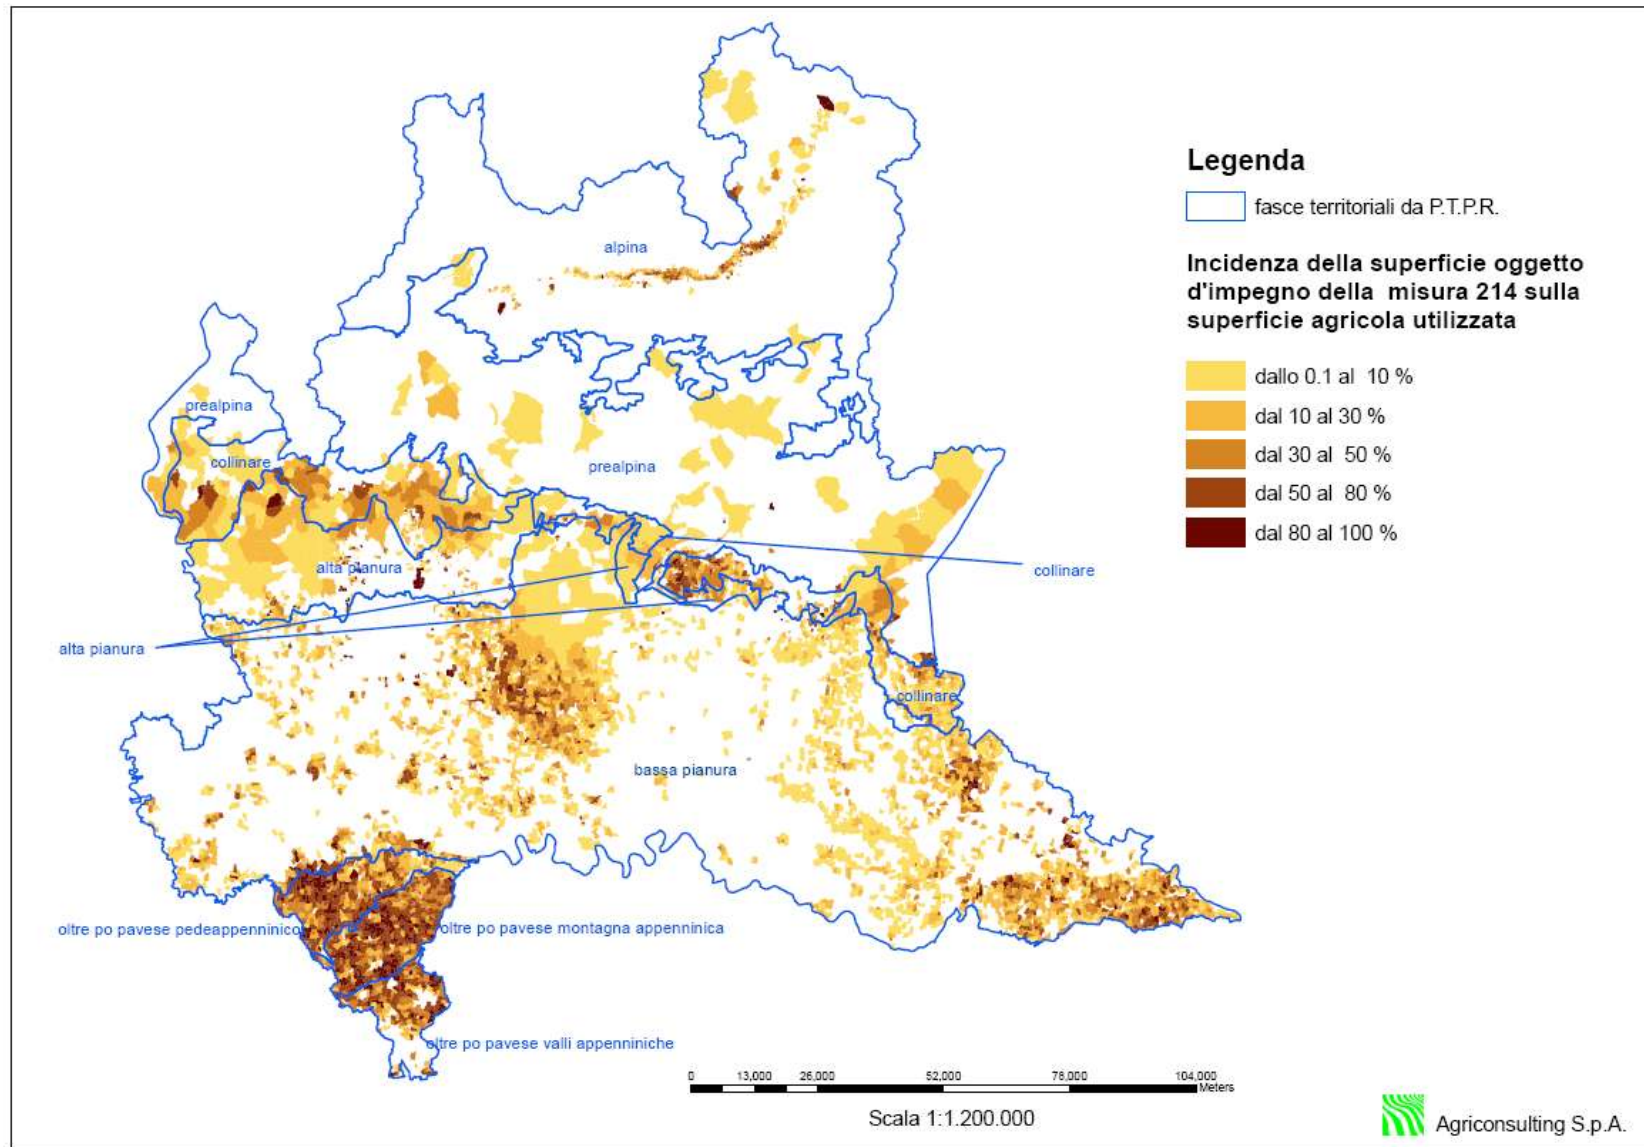 alpina
prealpina
collinare
prealpina
alta pianura
collinare
alta pianura
collinare
bassa pianura
oltre po pavese pedeappenninico
oltre po pavese montagna appenninica
oltre po pavese valli appenniniche
Legenda
fasce territoriali da P.T.P.R.
Incidenza della superficie oggetto
d'impegno della misura 214 sulla
superficie agricola utilizzata
dallo 0.1 al 10 %
dal 10 al 30 %
dal 30 al 50 %
dal 50 al 80 %
dal 80 al 100 %
0 13,000 26,000 52,000 78,000 104,000
Meters
Scala 1:1.200.000
Agriconsulting S.p.A.